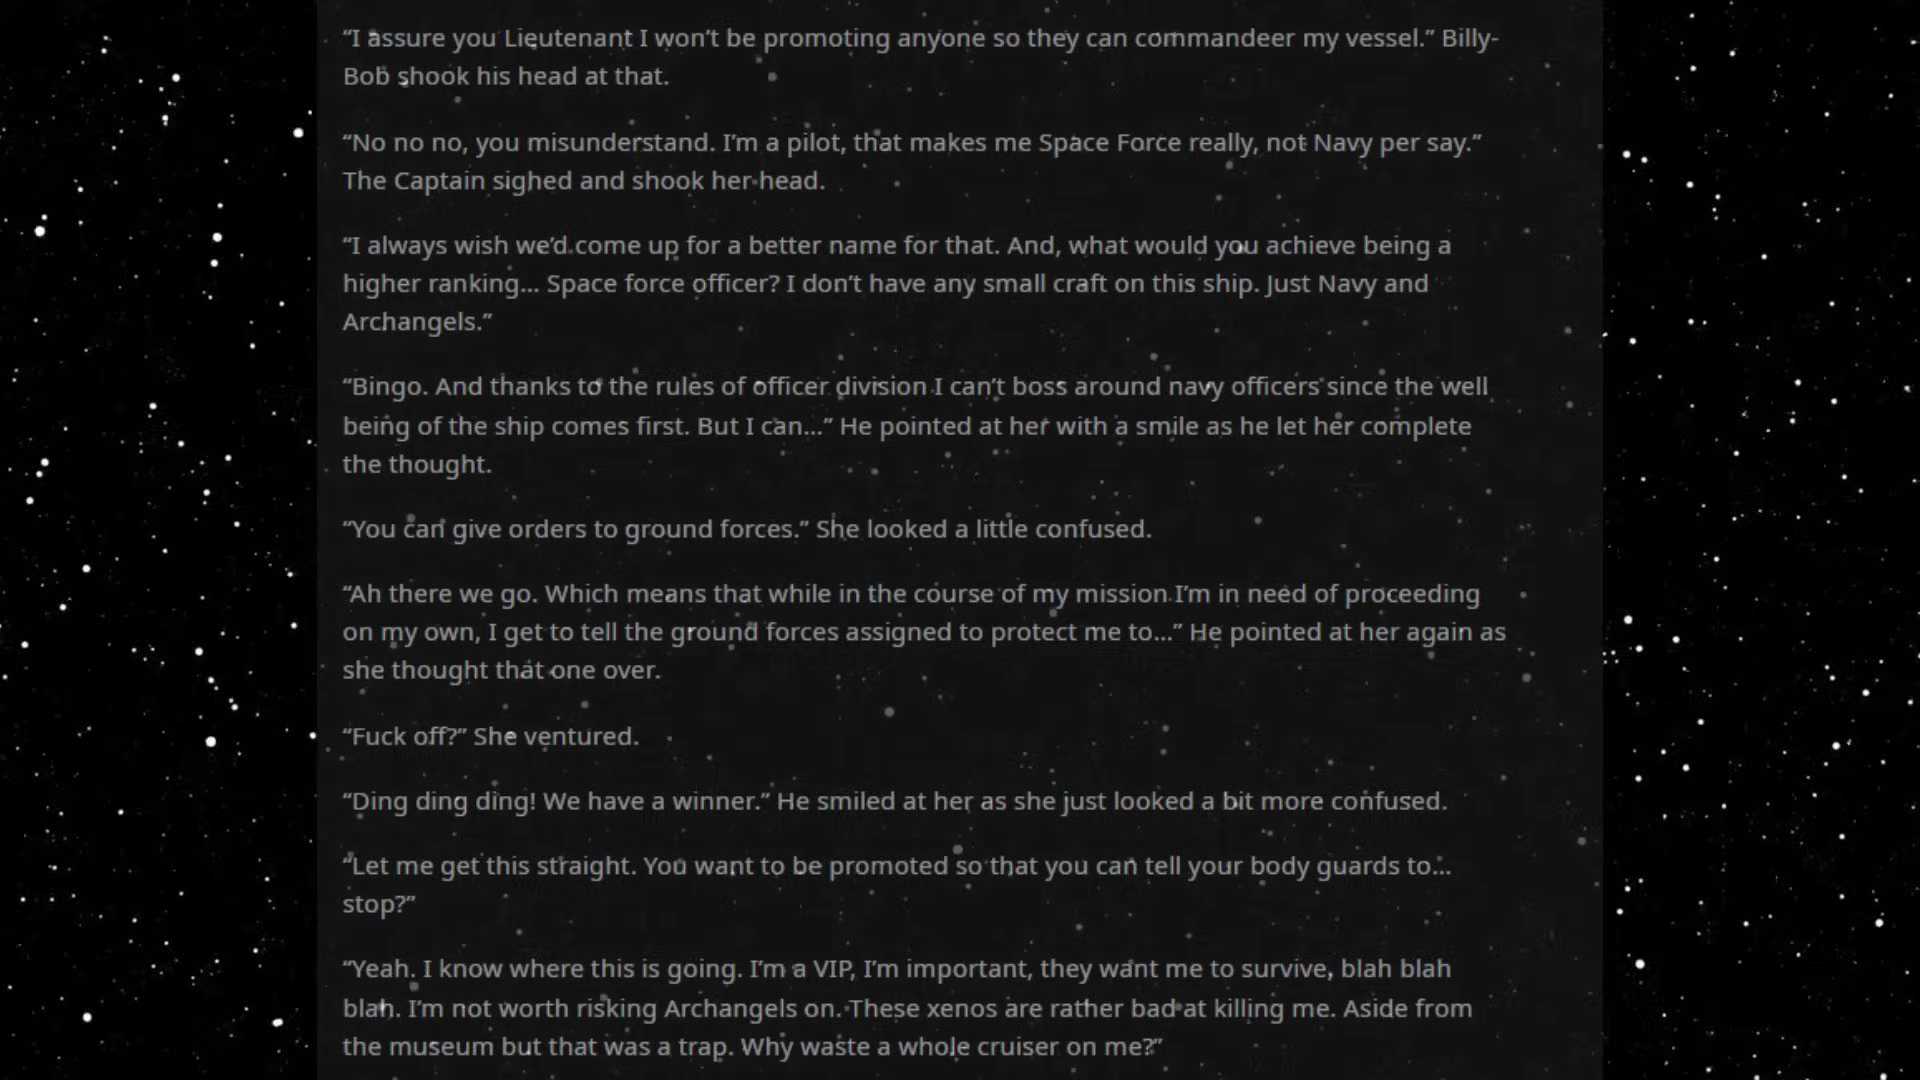 “I assure you Lieutenant I won’t be promoting anyone so they can commandeer my vessel.” Billy-
Bob shook his head at that.
“No no no, you misunderstand. I’m a pilot, that makes me Space Force really, not Navy per say.”
The Captain sighed and shook her head.
“I always wish we’d come up for a better name for that. And, what would you achieve being a
higher ranking… Space force officer? I don’t have any small craft on this ship. Just Navy and
Archangels.”
“Bingo. And thanks to the rules of officer division I can’t boss around navy officers since the well
being of the ship comes first. But I can…” He pointed at her with a smile as he let her complete
the thought.
“You can give orders to ground forces.” She looked a little confused.
“Ah there we go. Which means that while in the course of my mission I’m in need of proceeding
on my own, I get to tell the ground forces assigned to protect me to…” He pointed at her again as
she thought that one over.
“Fuck off?” She ventured.
“Ding ding ding! We have a winner.” He smiled at her as she just looked a bit more confused.
“Let me get this straight. You want to be promoted so that you can tell your body guards to…
stop?”
“Yeah. I know where this is going. I’m a VIP, I’m important, they want me to survive, blah blah
blah. I’m not worth risking Archangels on. These xenos are rather bad at killing me. Aside from
the museum but that was a trap. Why waste a whole cruiser on me?”